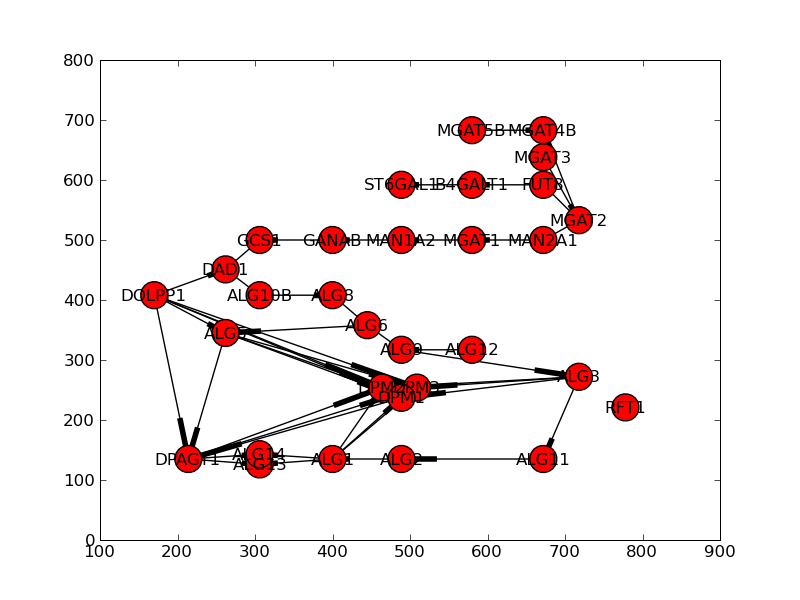 800
700
600
500
400
300
200
100
0
MGAT5B MGAT4B
MGAT3
ST6GAL1 B4GALT1 FUT8
MGAT2
GCS1 GANAB MAN1A2 MGAT1 MAN2A1
DAD1
DOLPP1 ALG10B ALG8
ALG6
ALG9 ALG12
ALG3
DPM1
RFT1
DPAGT1 ALG14 ALG1 ALG2 ALG11
ALG13
100 200 300 400 500 600 700 800 900